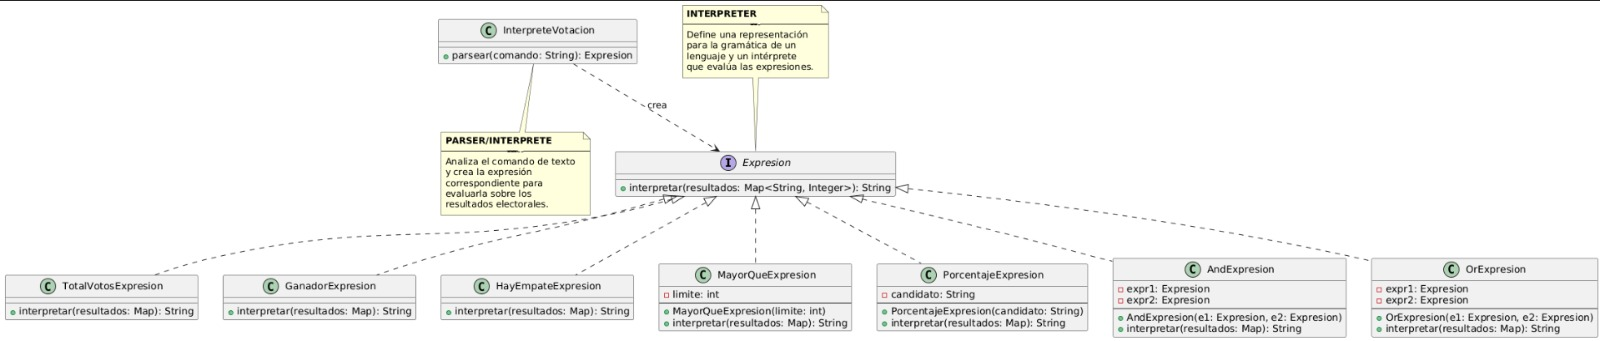 InterpreteVotacion
parsear(comando: String): Expresion
INTERPRETER
Define una representación
para la gramática de un
lenguaje y un intérprete
que evalúa las expresiones.
crea
PARSER/INTERPRETE
Analiza el comando de texto
y crea la expresión
correspondiente para
evaluarla sobre los
resultados electorales.
I
Expresion
interpretar(resultados: Map<String, Integer>): String
C
TotalVotosExpresion
interpretar(resultados: Map): String
C
GanadorExpresion
interpretar(resultados: Map): String
C
HayEmpateExpresion
interpretar(resultados: Map): String
C
MayorQueExpresion
limite: int
MayorQueExpresion(limite: int)
interpretar(resultados: Map): String
C
PorcentajeExpresion
candidato: String
PorcentajeExpresion(candidato: String)
interpretar(resultados: Map): String
C
AndExpresion
expr1: Expresion
expr2: Expresion
AndExpresion(e1: Expresion, e2: Expresion)
interpretar(resultados: Map): String
C
OrExpresion
expr1: Expresion
expr2: Expresion
OrExpresion(e1: Expresion, e2: Expresion)
interpretar(resultados: Map): String